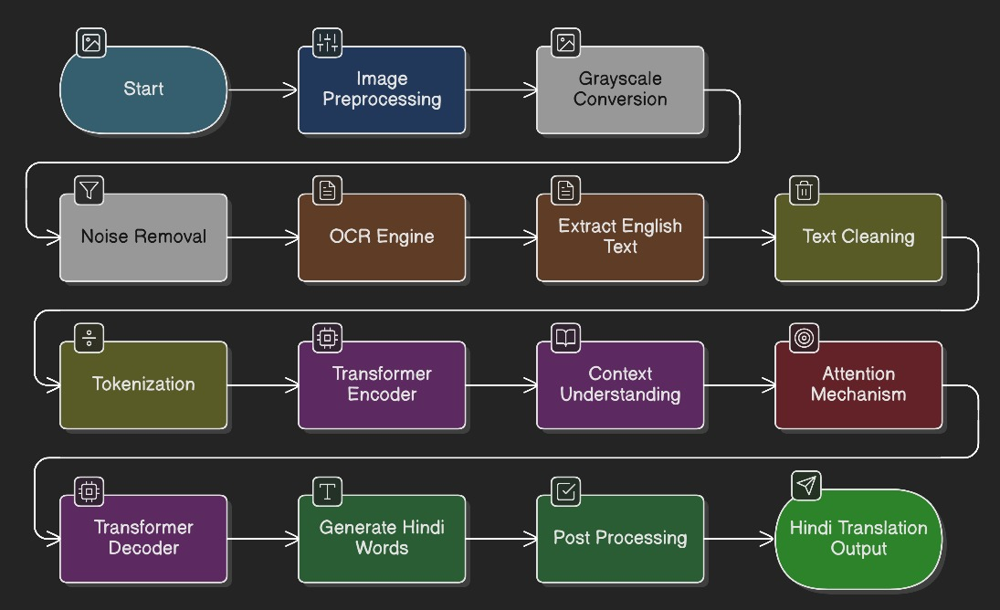 Start
Image
Preprocessing
Grayscale
Conversion
Noise Removal
OCR Engine
Extract English
Text
Text Cleaning
Tokenization
Transformer
Encoder
Context
Understanding
Attention
Mechanism
Transformer
Decoder
Generate Hindi
Words
Post Processing
Hindi Translation
Output